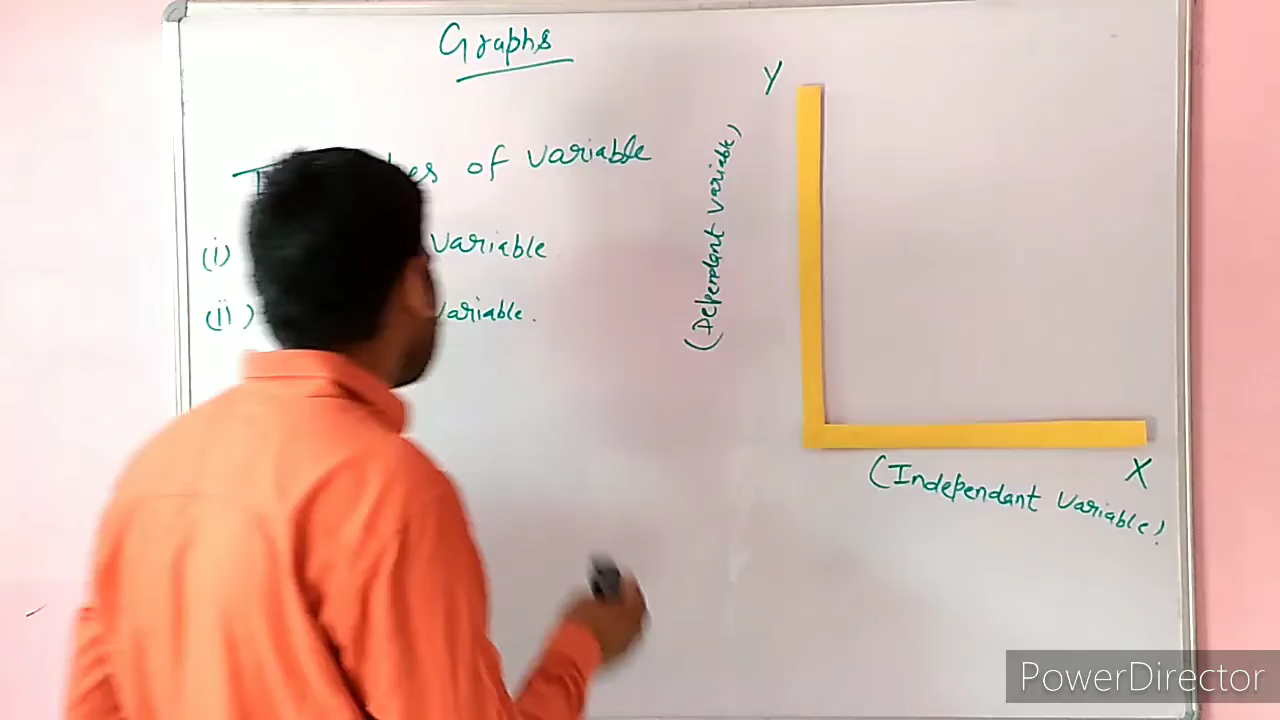 Graphs
of variable
(i) variable
(ii) variable.
Y
(Dependant variable)
X
(Independant variable)
PowerDirector